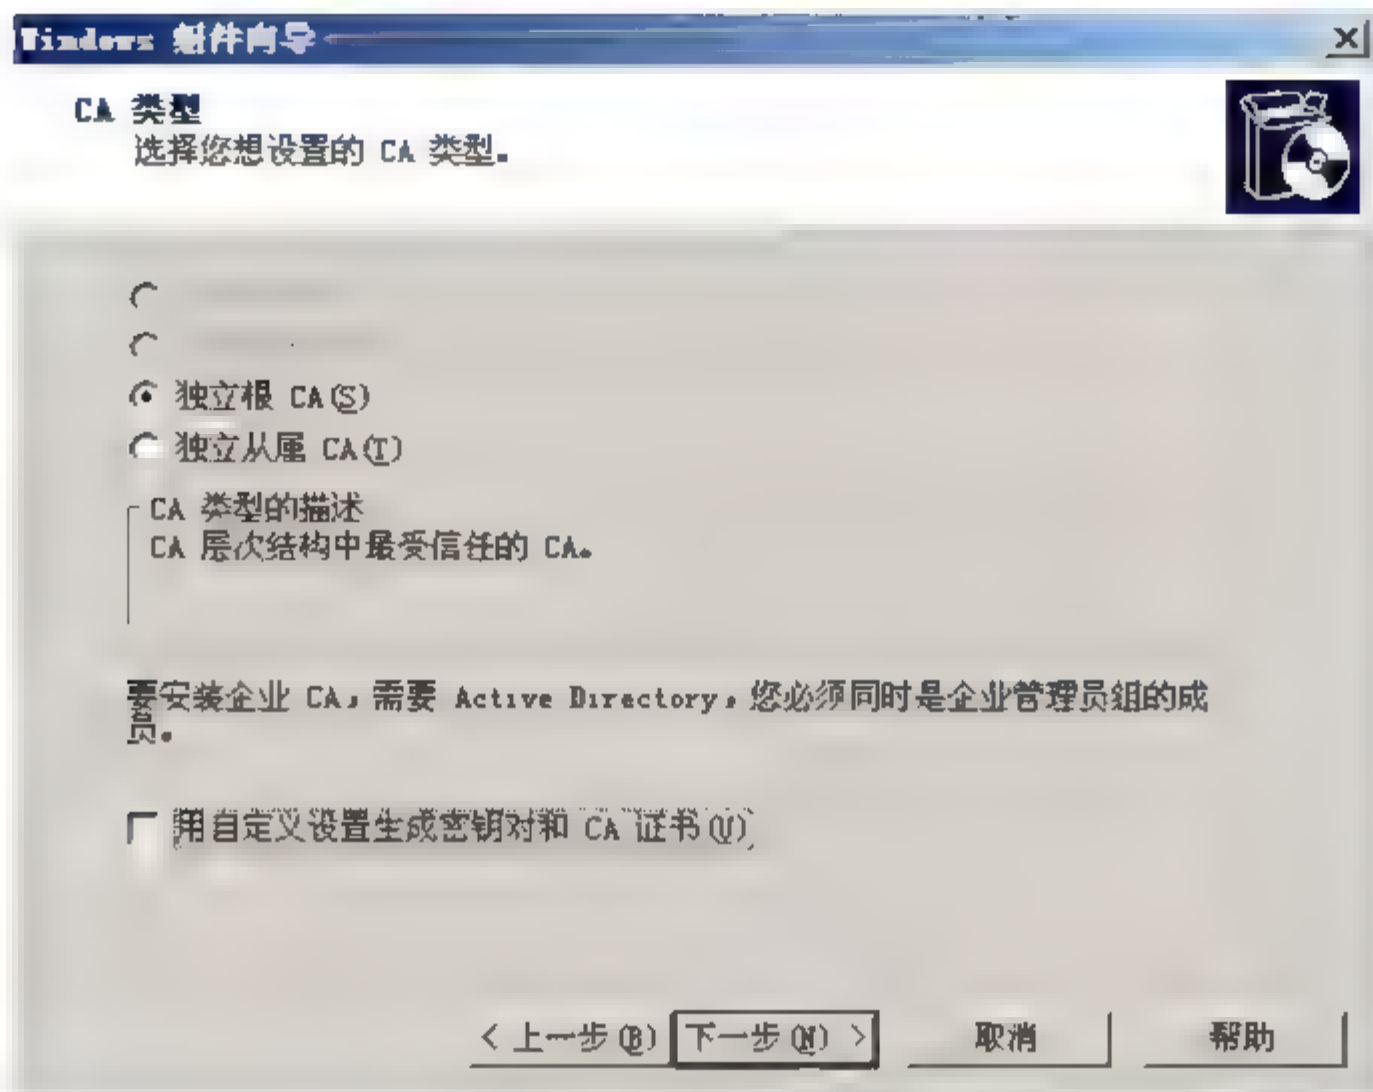 Windows 组件向导
CA 类型
选择您想设置的 CA 类型。
独立根 CA(S)
独立从属 CA(T)
CA 类型的描述
CA 层次结构中最受信任的 CA。
要安装企业 CA，需要 Active Directory，您必须同时是企业管理员组的成
员。
用自定义设置生成密钥对和 CA 证书(U)
< 上一步(B) 下一步(N) > 取消 帮助